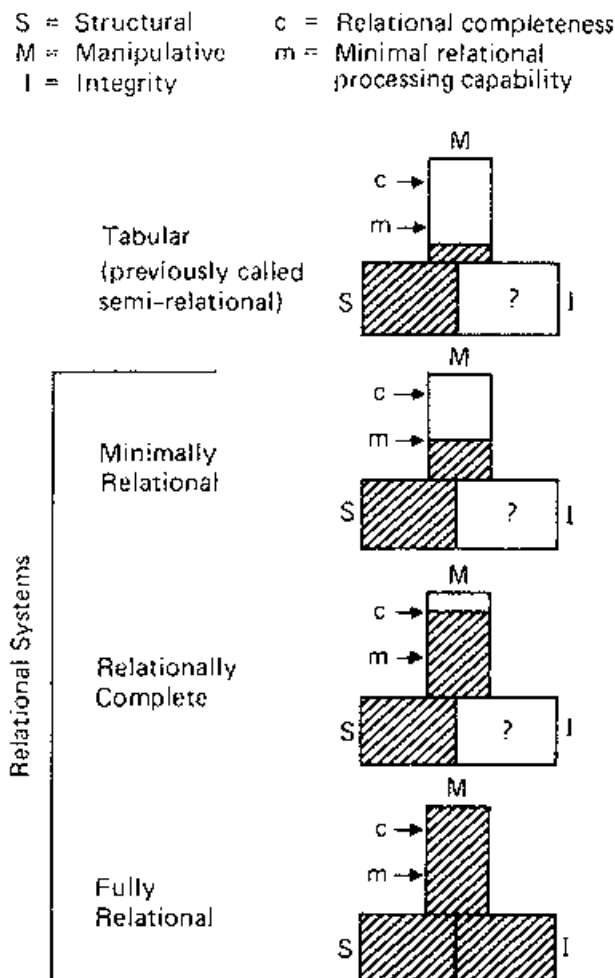 S = Structural c = Relational completeness
M = Manipulative m = Minimal relational
I = Integrity processing capability
M
c
m
Tabular
(previously called
semi-relational)
S ? I
M
c
m
Minimally
Relational
S ? I
M
c
m
Relationally
Complete
S ? I
M
c
m
Fully
Relational
S I
Relational Systems